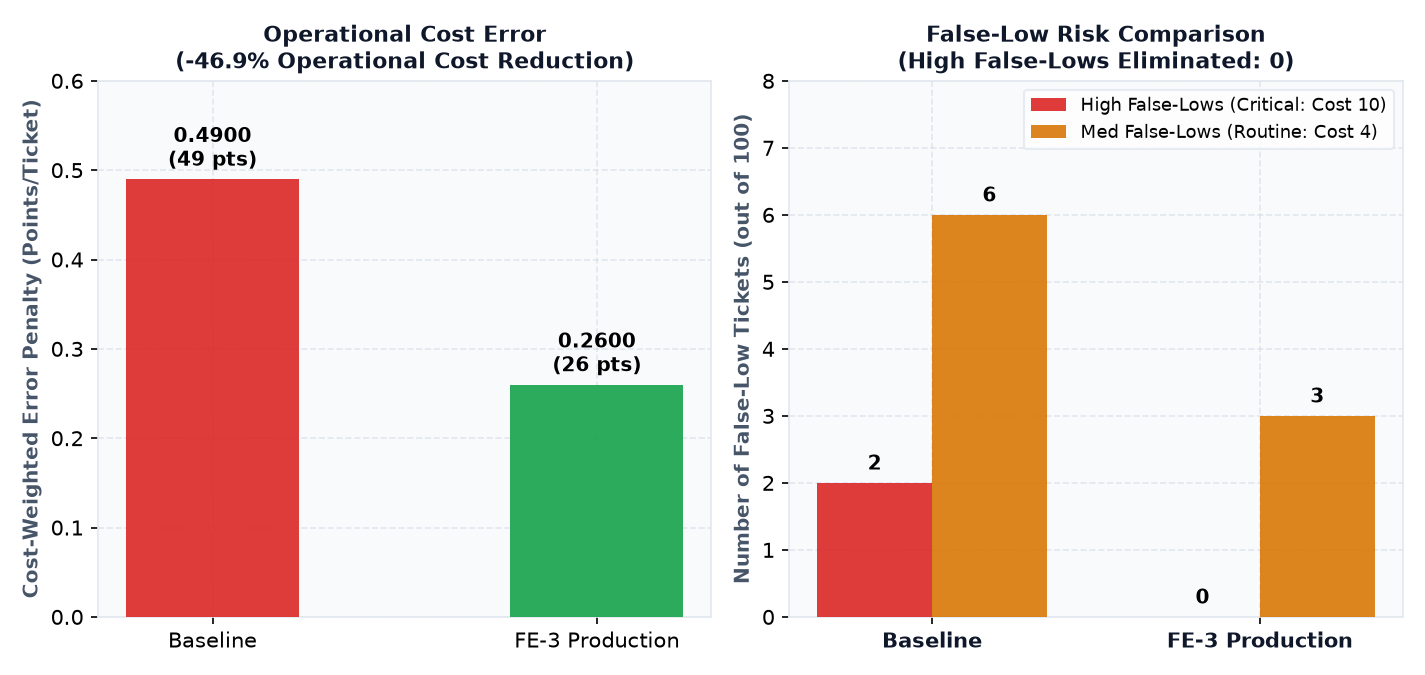 Operational Cost Error
(-46.9% Operational Cost Reduction)
Cost-Weighted Error Penalty (Points/Ticket)
0.6
0.5
0.4
0.3
0.2
0.1
0.0
0.4900
(49 pts)
0.2600
(26 pts)
Baseline
FE-3 Production
False-Low Risk Comparison
(High False-Lows Eliminated: 0)
Number of False-Low Tickets (out of 100)
8
7
6
5
4
3
2
1
0
High False-Lows (Critical: Cost 10)
Med False-Lows (Routine: Cost 4)
2
6
0
3
Baseline
FE-3 Production